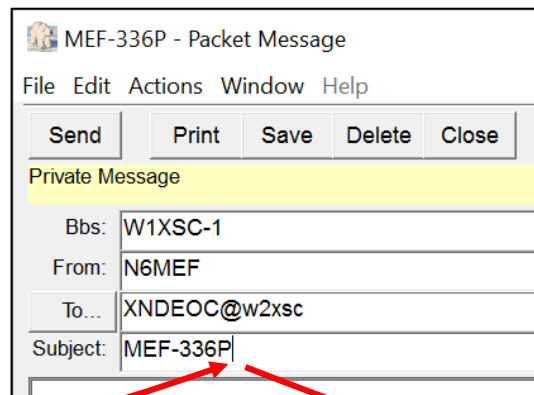 MEF-336P - Packet Message
File Edit Actions Window Help
Send Print Save Delete Close
Private Message
Bbs: W1XSC-1
From: N6MEF
To... XNDEOC@w2xsc
Subject: MEF-336P